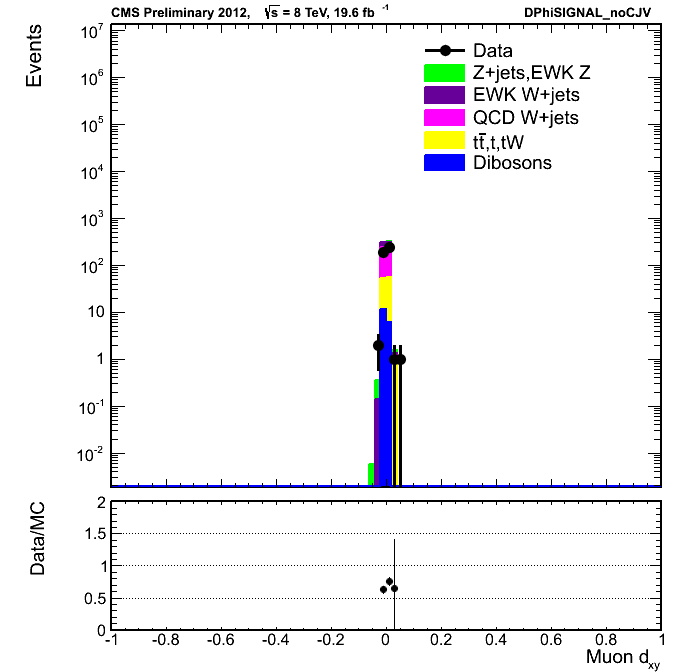 CMS Preliminary 2012, √s = 8 TeV, 19.6 fb⁻¹ DPhiSIGNAL_noCJV
Events
10⁷
10⁶
10⁵
10⁴
10³
10²
10
1
10⁻¹
10⁻²
Data
Z+jets,EWK Z
EWK W+jets
QCD W+jets
tt̅,t,tW
Dibosons
Data/MC
2
1.5
1
0.5
0
-1 -0.8 -0.6 -0.4 -0.2 0 0.2 0.4 0.6 0.8 1
Muon d_xy